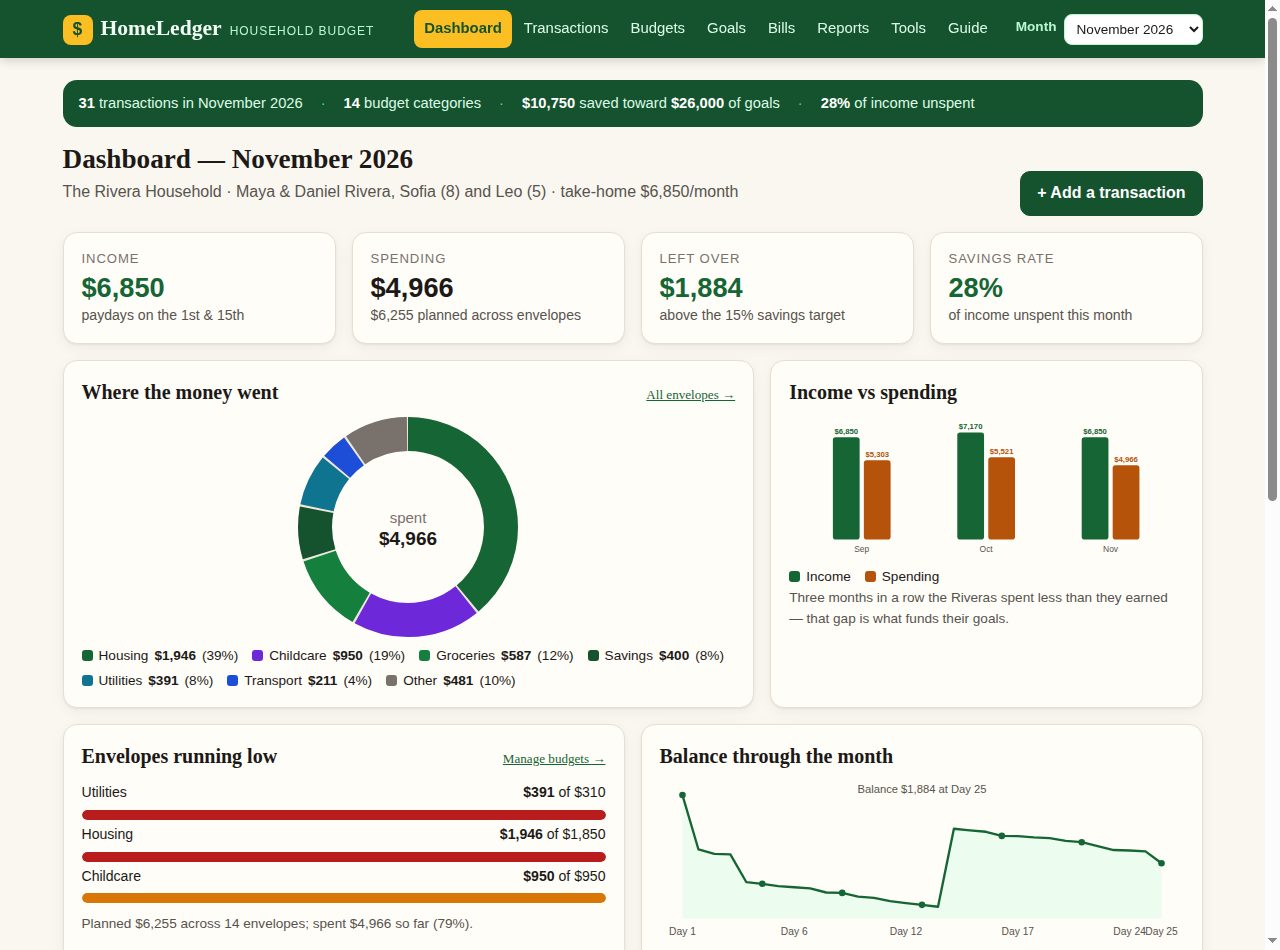 $ HomeLedger HOUSEHOLD BUDGET Dashboard Transactions Budgets Goals Bills Reports Tools Guide Month November 2026
31 transactions in November 2026 · 14 budget categories · $10,750 saved toward $26,000 of goals · 28% of income unspent
Dashboard — November 2026
The Rivera Household · Maya & Daniel Rivera, Sofia (8) and Leo (5) · take-home $6,850/month
+ Add a transaction
INCOME
$6,850
paydays on the 1st & 15th
SPENDING
$4,966
$6,255 planned across envelopes
LEFT OVER
$1,884
above the 15% savings target
SAVINGS RATE
28%
of income unspent this month
Where the money went
All envelopes →
spent
$4,966
Housing $1,946 (39%) Childcare $950 (19%) Groceries $587 (12%) Savings $400 (8%)
Utilities $391 (8%) Transport $211 (4%) Other $481 (10%)
Income vs spending
$6,850 $5,303 $7,170 $5,521 $6,850 $4,966
Sep Oct Nov
Income Spending
Three months in a row the Riveras spent less than they earned
— that gap is what funds their goals.
Envelopes running low
Manage budgets →
Utilities $391 of $310
Housing $1,946 of $1,850
Childcare $950 of $950
Planned $6,255 across 14 envelopes; spent $4,966 so far (79%).
Balance through the month
Balance $1,884 at Day 25
Day 1 Day 6 Day 12 Day 17 Day 24 Day 25